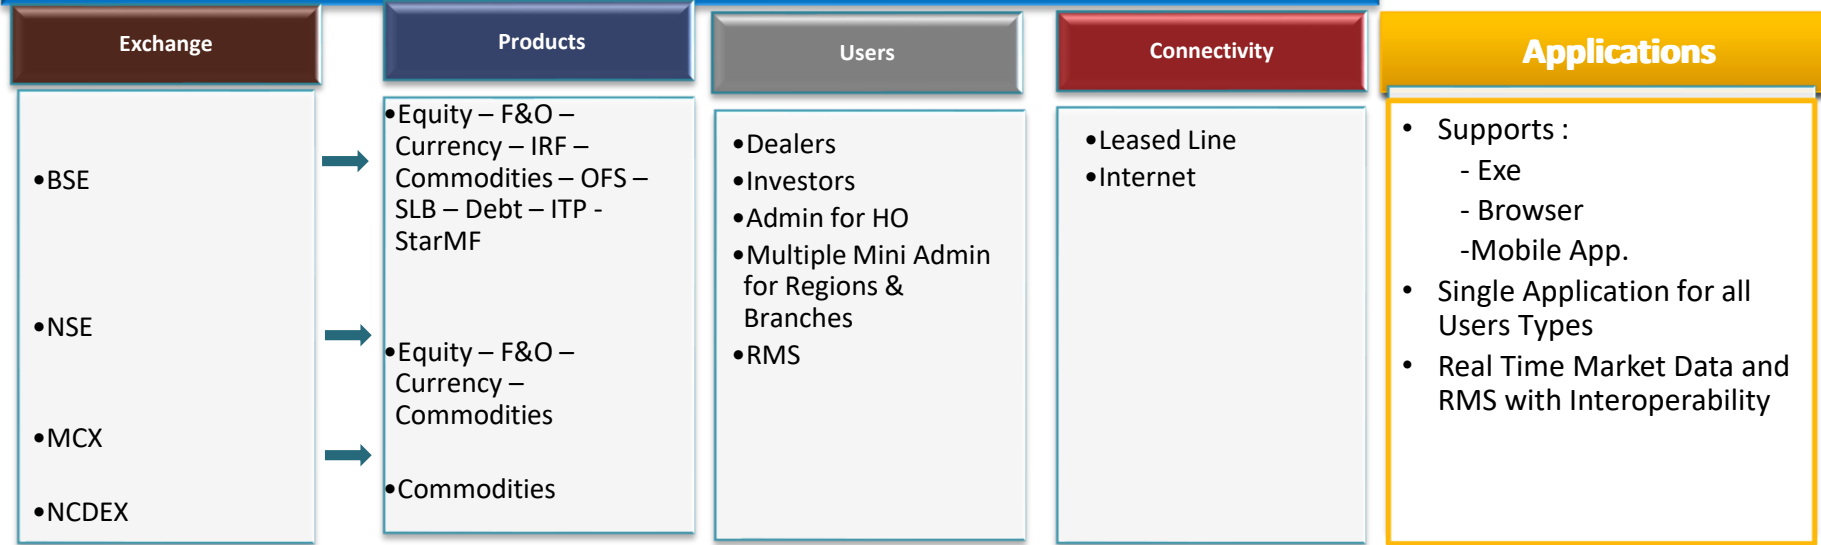 Exchange
•BSE
•NSE
•MCX
•NCDEX
Products
•Equity – F&O –
Currency – IRF –
Commodities – OFS –
SLB – Debt – ITP -
StarMF
•Equity – F&O –
Currency –
Commodities
•Commodities
Users
•Dealers
•Investors
•Admin for HO
•Multiple Mini Admin
for Regions &
Branches
•RMS
Connectivity
•Leased Line
•Internet
Applications
• Supports :
- Exe
- Browser
-Mobile App.
• Single Application for all
Users Types
• Real Time Market Data and
RMS with Interoperability